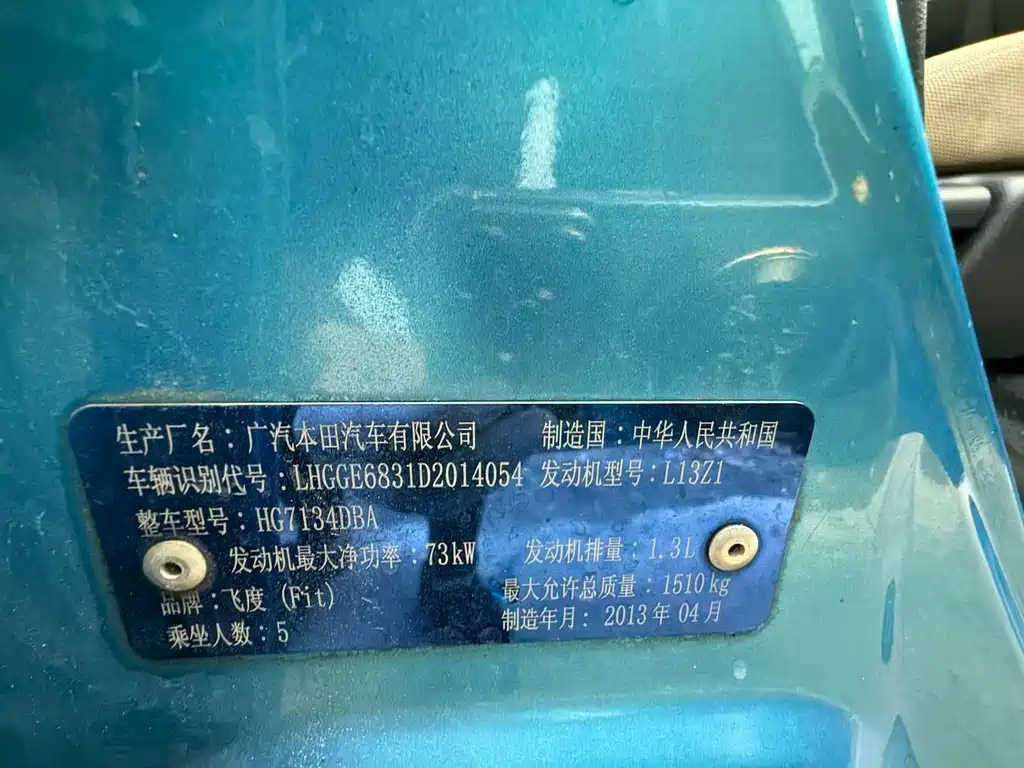 生产厂名：广汽本田汽车有限公司 制造国：中华人民共和国
车辆识别代号：LHGGE6831D2014054 发动机型号：L13Z1
整车型号：HG7134DBA
发动机最大净功率：73kW 发动机排量：1.3L
品牌：飞度 (Fit) 最大允许总质量：1510kg
乘坐人数：5 制造年月：2013年04月